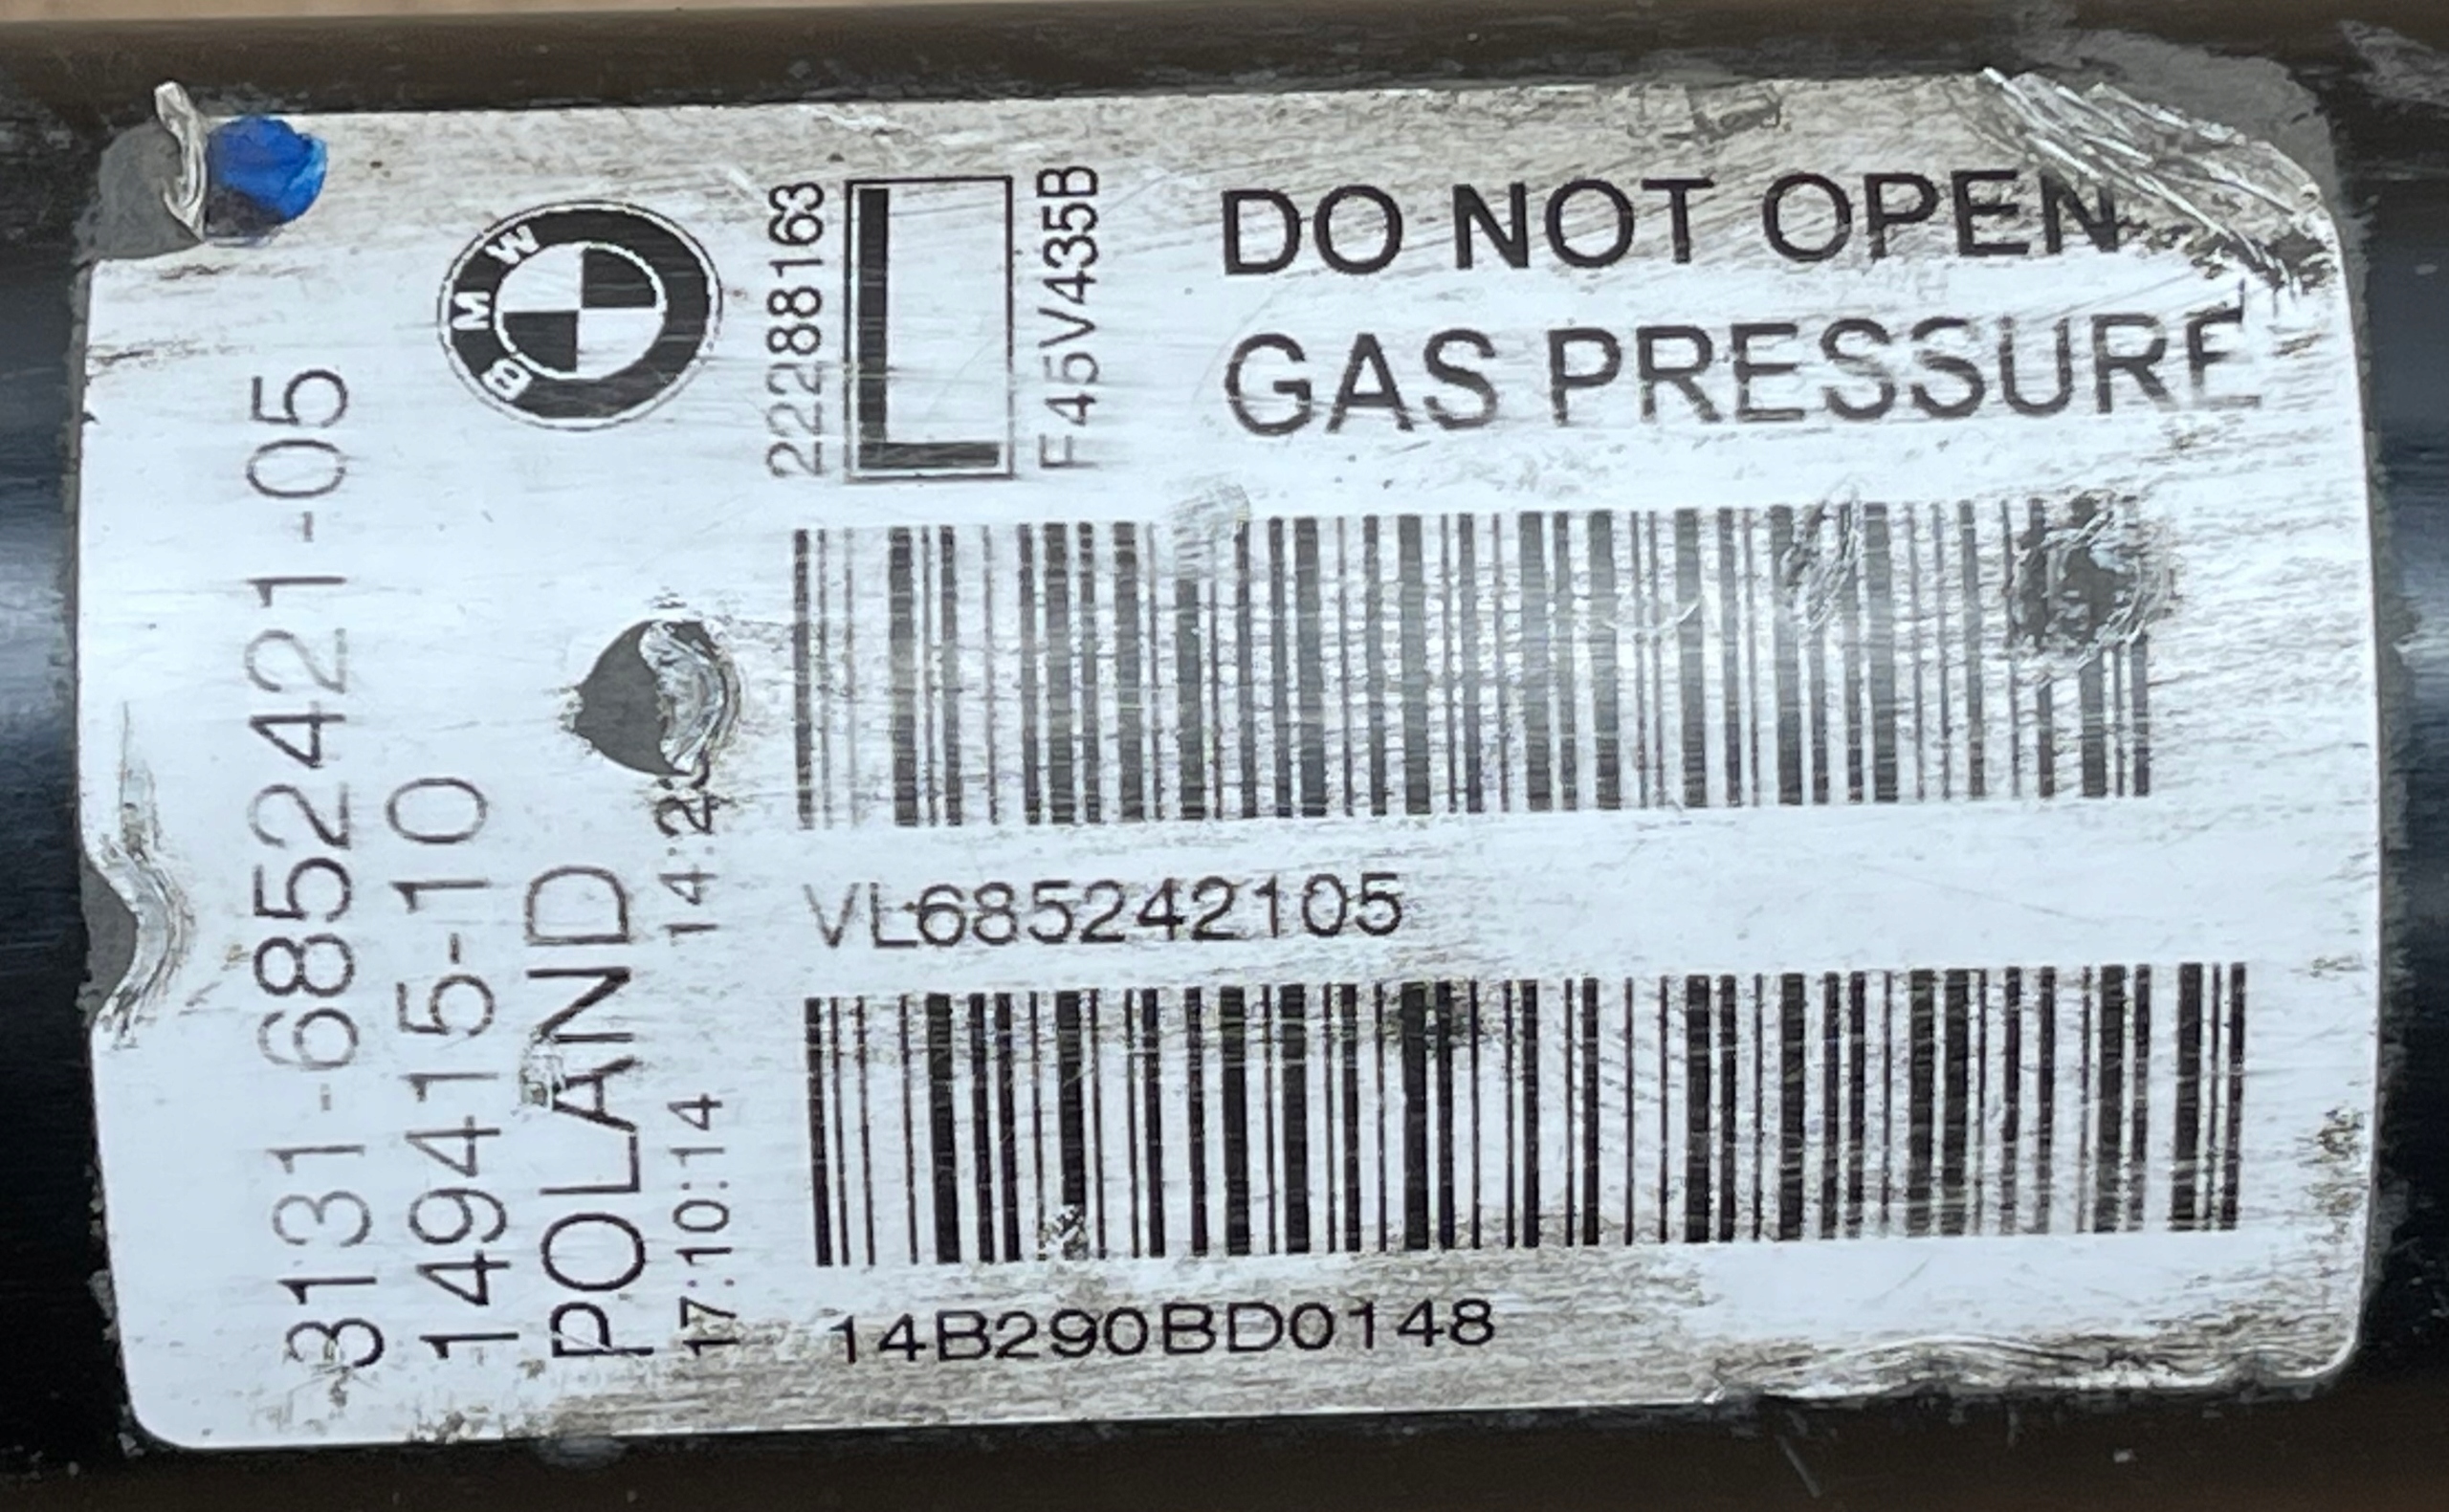 3131-6852421-05
149415-10
POLAND
17:10:14
BMW
22288163
L
F45V435B
DO NOT OPEN
GAS PRESSURE
VL685242105
14B290BD0148